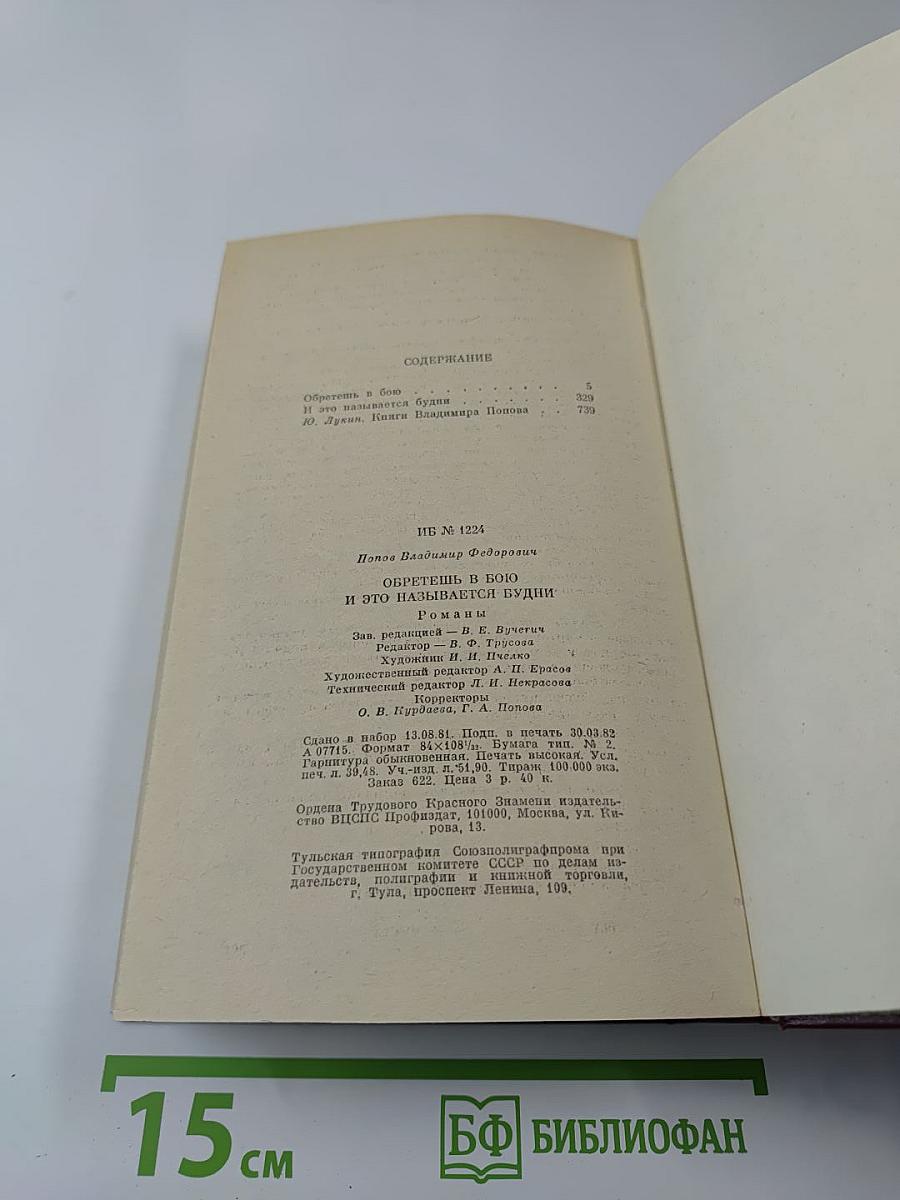 СОДЕРЖАНИЕ
Обретешь в бою . . . . . . . . . . 5
И это называется будни . . . . . . . 329
Ю. Лукин. Книги Владимира Попова . . 739
ИБ № 1224
Попов Владимир Федорович
ОБРЕТЕШЬ В БОЮ
И ЭТО НАЗЫВАЕТСЯ БУДНИ
Романы
Зав. редакцией — В. Е. Вучетич
Редактор — В. Ф. Трусова
Художник И. И. Пчелко
Художественный редактор А. П. Ерасов
Технический редактор Л. И. Некрасова
Корректоры
О. В. Курдаева, Г. А. Попова
Сдано в набор 13.08.81. Подп. в печать 30.03.82
А 07715. Формат 84×108¹/₃₂. Бумага тип. № 2.
Гарнитура обыкновенная. Печать высокая. Усл.
печ. л. 39,48. Уч.-изд. л. 51,90. Тираж 100 000 экз.
Заказ 622. Цена 3 р. 40 к.
Ордена Трудового Красного Знамени издатель-
ство ВЦСПС Профиздат, 101000, Москва, ул. Ки-
рова, 13.
Тульская типография Союзполиграфпрома при
Государственном комитете СССР по делам из-
дательств, полиграфии и книжной торговли,
г. Тула, проспект Ленина, 109.
15 см
БФ БИБЛИОФАН